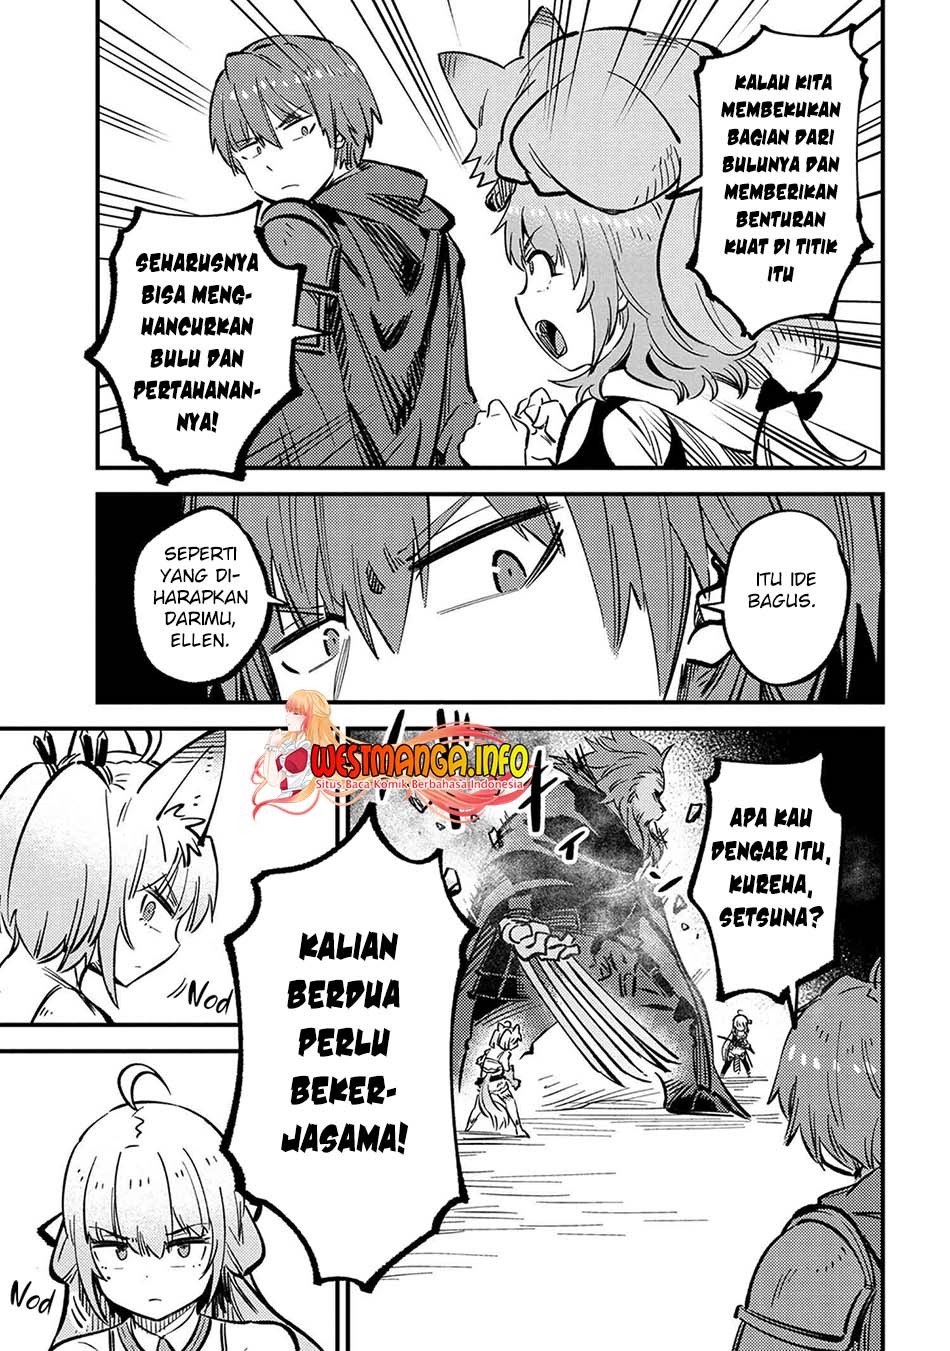 KALAU KITA
MEMBEKUKAN
BAGIAN DARI
BULUNYA DAN
MEMBERIKAN
BENTURAN
KUAT DI TITIK
ITU
SEHARUSNYA
BISA MENG-
HANCURKAN
BULU DAN
PERTAHANAN-
NYA!
ITU IDE
BAGUS.
SEPERTI
YANG DI-
HARAPKAN
DARIMU,
ELLEN.
WESTMANGA.INFO
Situs Baca Komik Berbahasa Indonesia
APA KAU
DENGAR ITU,
KUREHA,
SETSUNA?
KALIAN
BERDUA
PERLU
BEKER-
JASAMA!
Nod
Nod